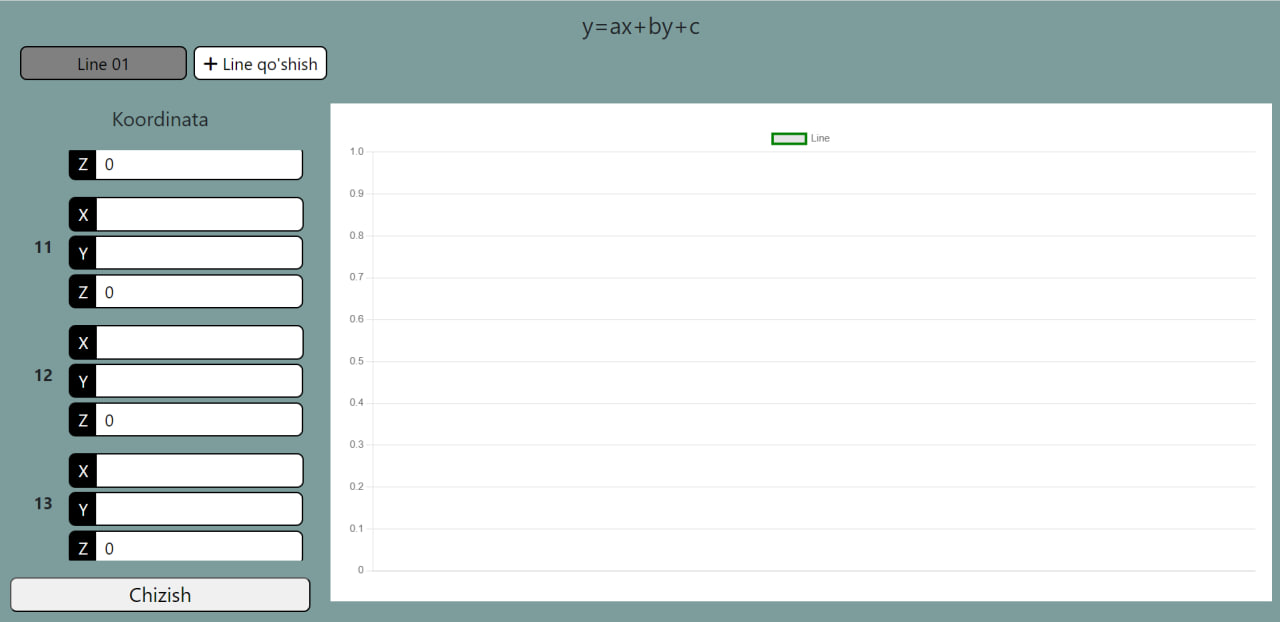 y=ax+by+c
Line 01
+ Line qo'shish
Koordinata
Z 0
11
X
Y
Z 0
12
X
Y
Z 0
13
X
Y
Z 0
Chizish
Line
1.0
0.9
0.8
0.7
0.6
0.5
0.4
0.3
0.2
0.1
0